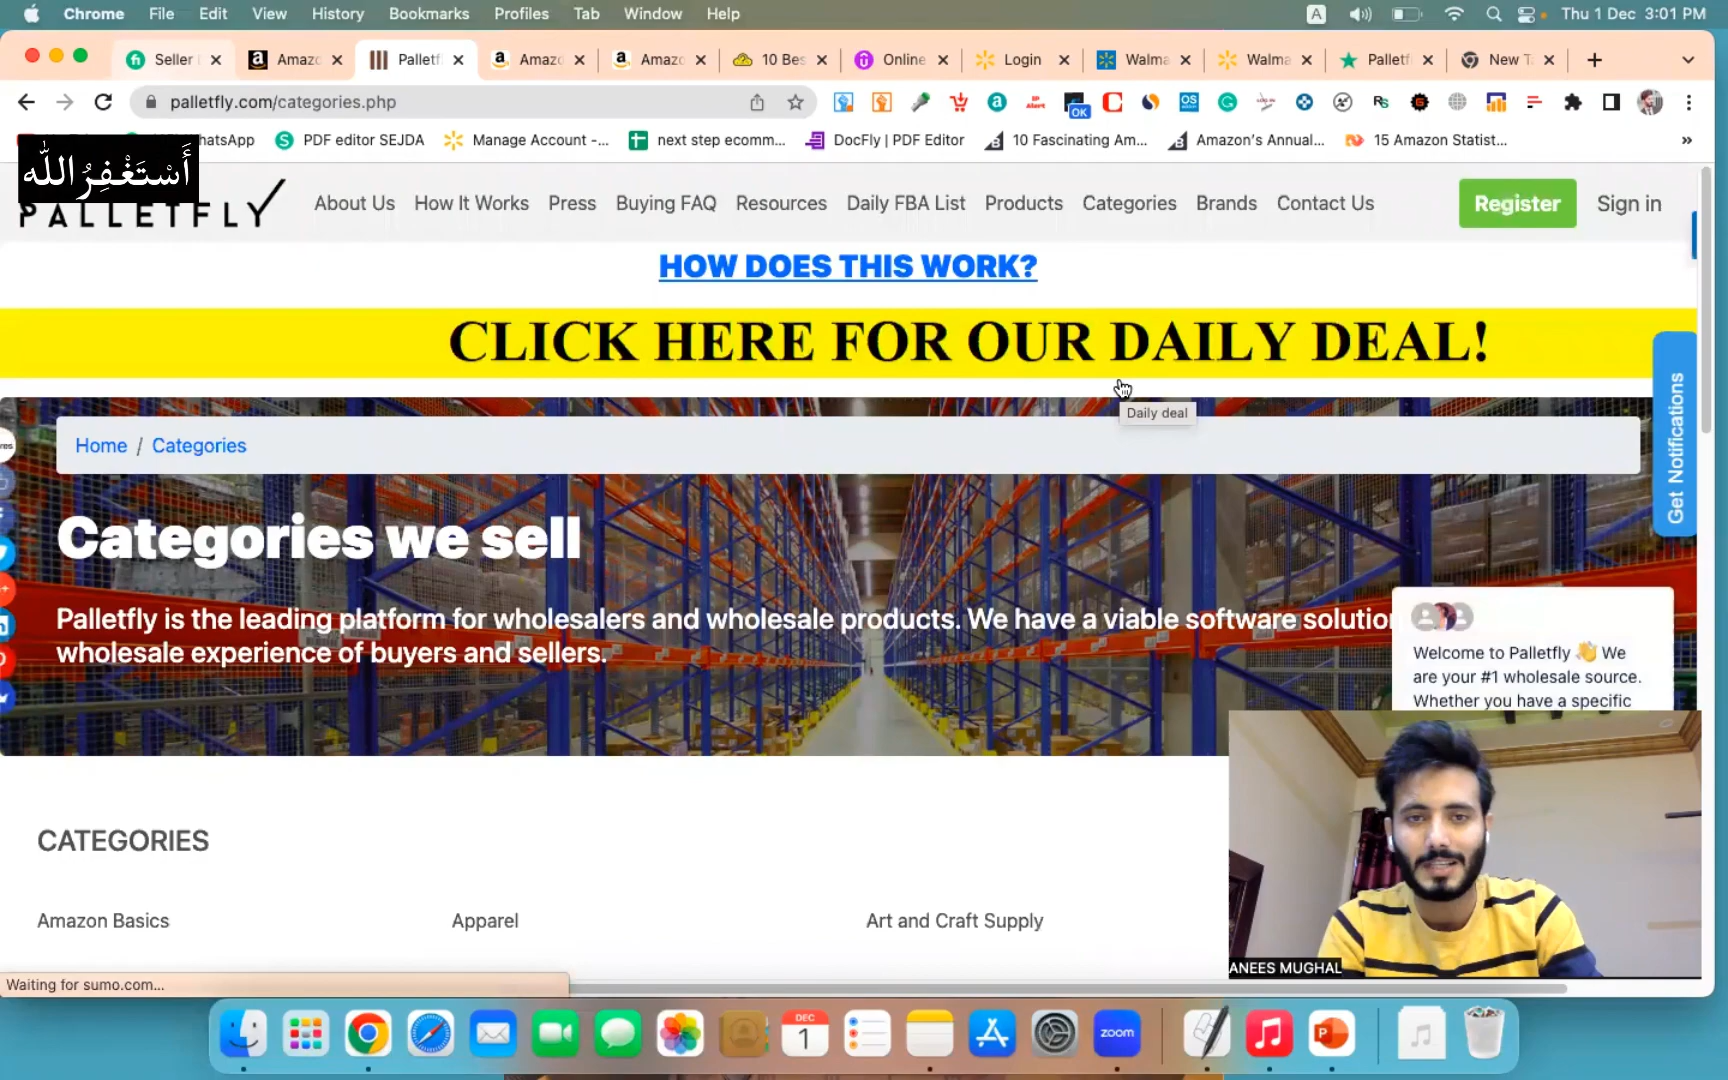 Chrome File Edit View History Bookmarks Profiles Tab Window Help
A Thu 1 Dec 3:01 PM
Seller Amazo Palletf Amazo Amazo 10 Bes Online Login Walma Walma Palletf New T
palletfly.com/categories.php
OK
WhatsApp PDF editor SEJDA Manage Account -... next step ecomm... DocFly | PDF Editor 10 Fascinating Am... Amazon's Annual... 15 Amazon Statist... »
أَسْتَغْفِرُ اللّٰه
PALLETFLY
About Us How It Works Press Buying FAQ Resources Daily FBA List Products Categories Brands Contact Us Register Sign in
HOW DOES THIS WORK?
CLICK HERE FOR OUR DAILY DEAL!
Daily deal
Get Notifications
Home / Categories
Categories we sell
Palletfly is the leading platform for wholesalers and wholesale products. We have a viable software solution
wholesale experience of buyers and sellers.
Welcome to Palletfly 👋 We
are your #1 wholesale source.
Whether you have a specific
CATEGORIES
Amazon Basics Apparel Art and Craft Supply
ANEES MUGHAL
Waiting for sumo.com...
DEC
1
zoom